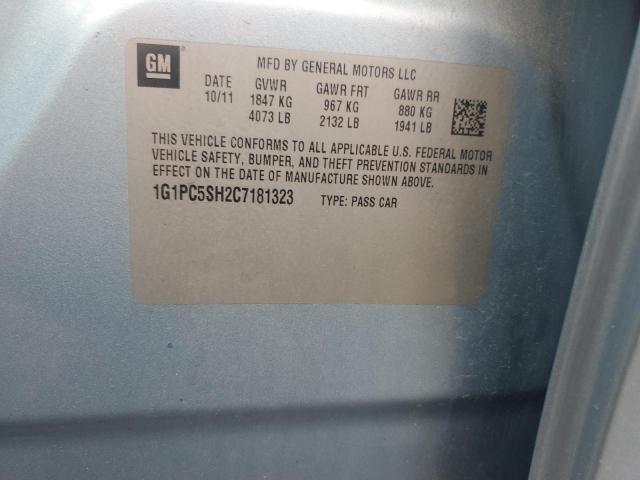 GM
MFD BY GENERAL MOTORS LLC
DATE GVWR GAWR FRT GAWR RR
10/11 1847 KG 967 KG 880 KG
4073 LB 2132 LB 1941 LB
THIS VEHICLE CONFORMS TO ALL APPLICABLE U.S. FEDERAL MOTOR
VEHICLE SAFETY, BUMPER, AND THEFT PREVENTION STANDARDS IN
EFFECT ON THE DATE OF MANUFACTURE SHOWN ABOVE.
1G1PC5SH2C7181323 TYPE: PASS CAR